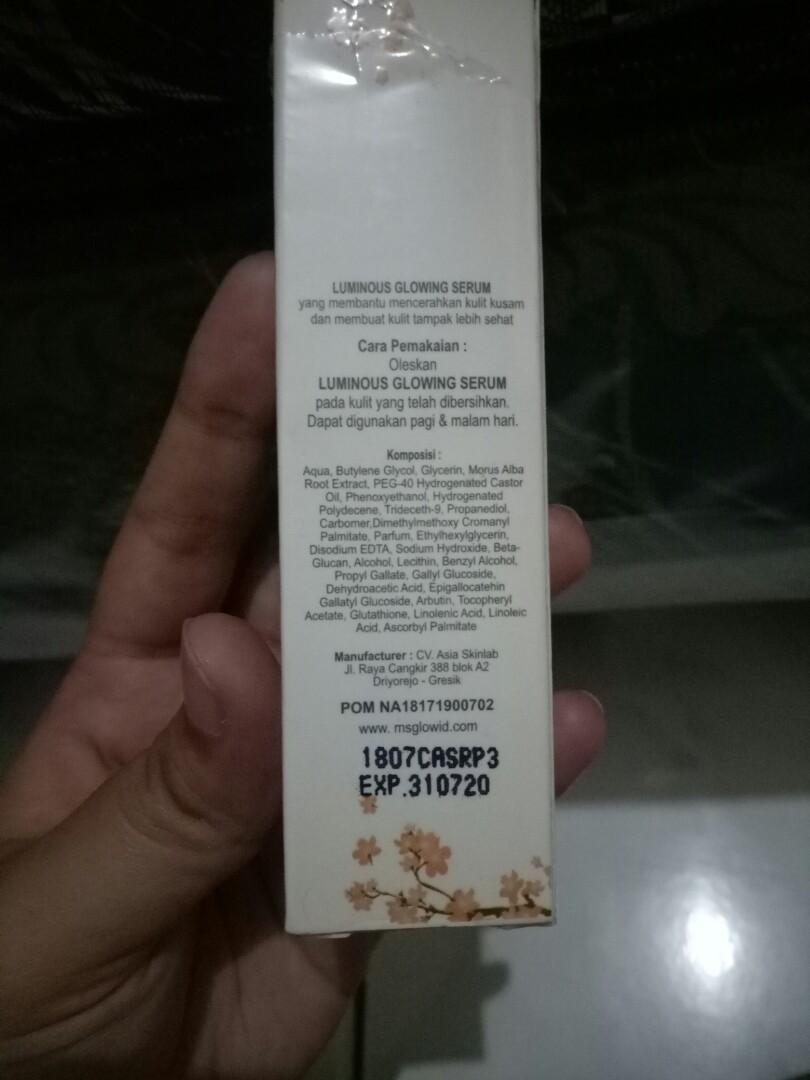 LUMINOUS GLOWING SERUM
yang membantu mencerahkan kulit kusam
dan membuat kulit tampak lebih sehat
Cara Pemakaian :
Oleskan
LUMINOUS GLOWING SERUM
pada kulit yang telah dibersihkan.
Dapat digunakan pagi & malam hari.
Komposisi :
Aqua, Butylene Glycol, Glycerin, Morus Alba
Root Extract, PEG-40 Hydrogenated Castor
Oil, Phenoxyethanol, Hydrogenated
Polydecene, Trideceth-9, Propanediol,
Carbomer,Dimethylmethoxy Cromanyl
Palmitate, Parfum, Ethylhexylglycerin,
Disodium EDTA, Sodium Hydroxide, Beta-
Glucan, Alcohol, Lecithin, Benzyl Alcohol,
Propyl Gallate, Gallyl Glucoside,
Dehydroacetic Acid, Epigallocatehin
Gallatyl Glucoside, Arbutin, Tocopheryl
Acetate, Glutathione, Linolenic Acid, Linoleic
Acid, Ascorbyl Palmitate
Manufacturer : CV. Asia Skinlab
Jl. Raya Cangkir 388 blok A2
Driyorejo - Gresik
POM NA18171900702
www. msglowid.com
1807CASRP3
EXP.310720